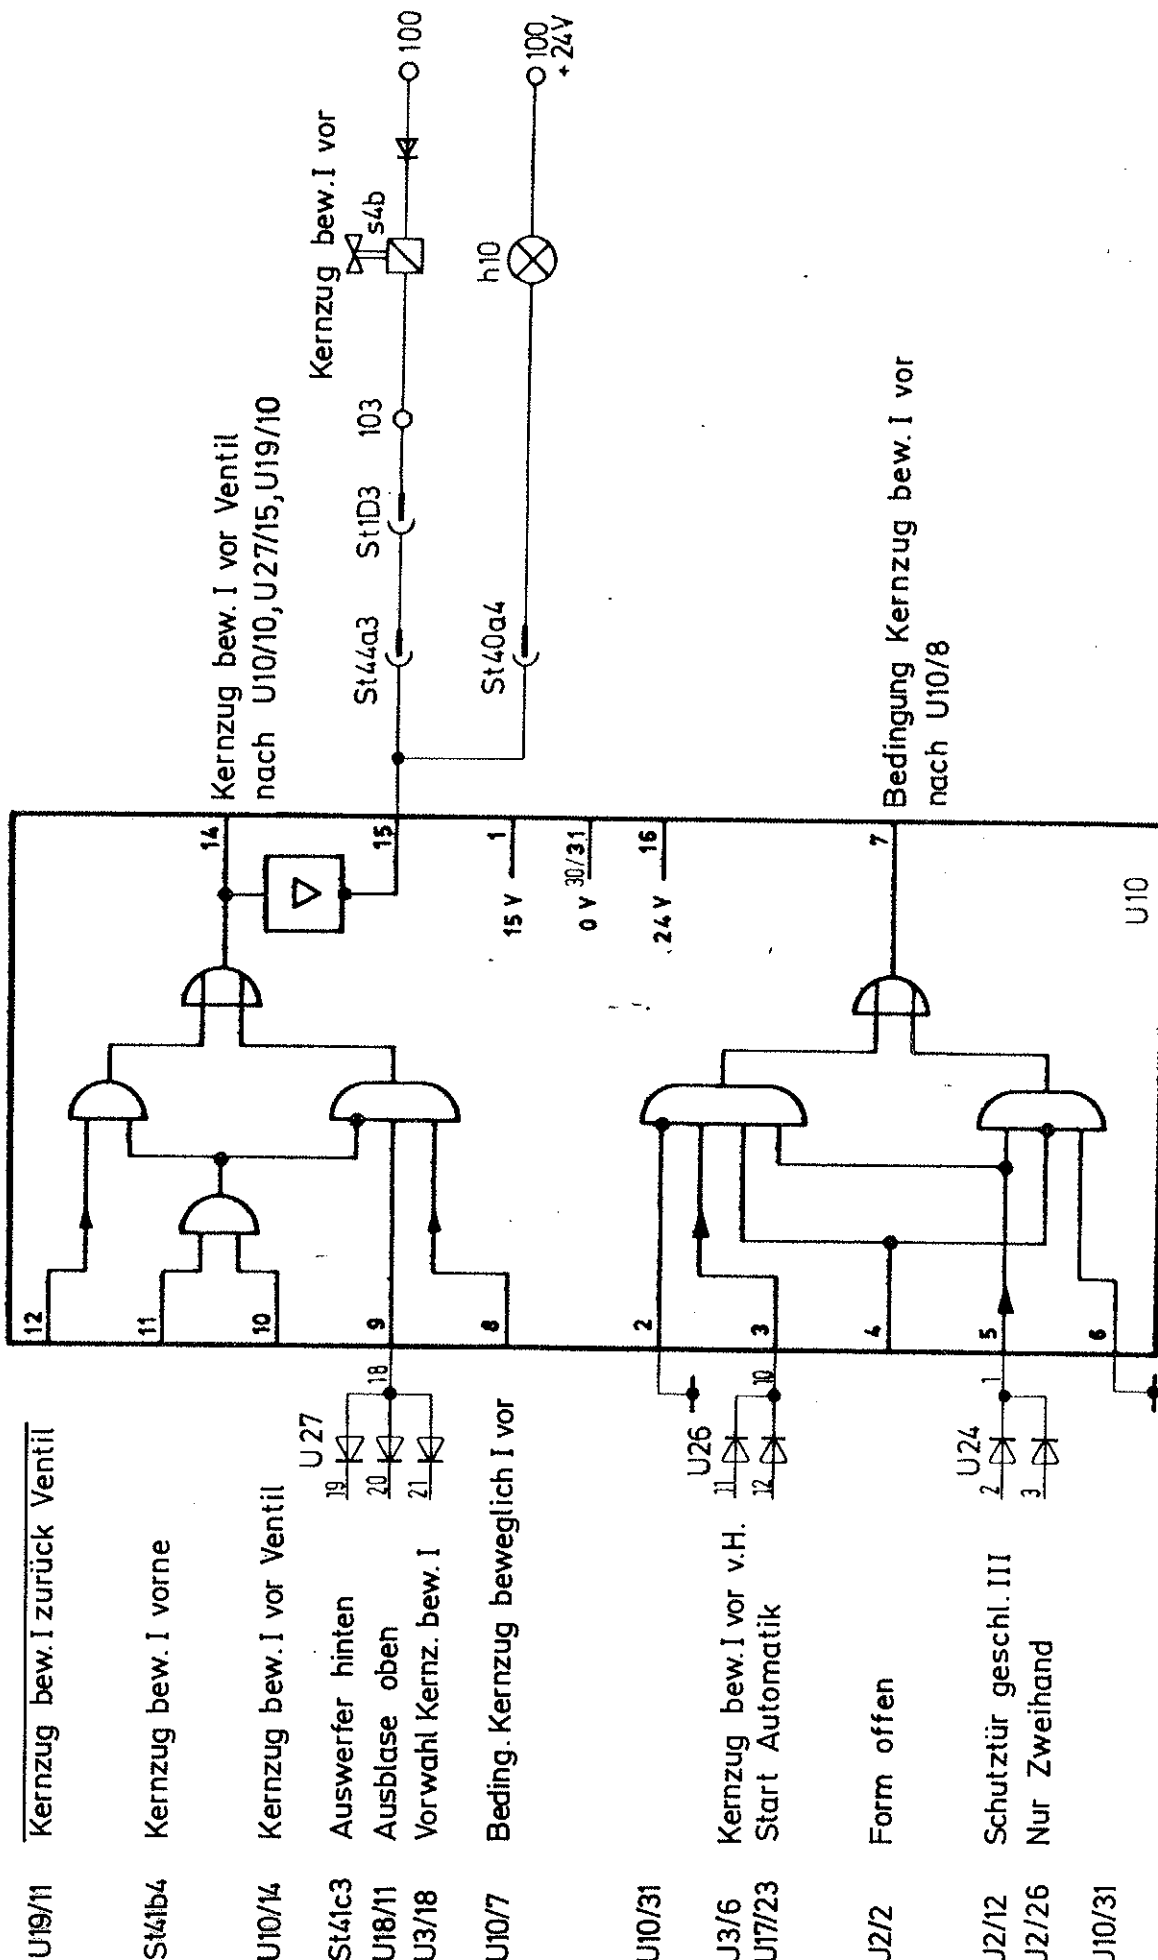 U19/11 Kernzug bew.I zurück Ventil
St41b4 Kernzug bew. I vorne
U10/14 Kernzug bew. I vor Ventil
St41c3 Auswerfer hinten
U18/11 Ausblase oben
U3/18 Vorwahl Kernz. bew. I
U10/7 Beding. Kernzug beweglich I vor
U10/31
U3/6 Kernzug bew.I vor v.H.
U17/23 Start Automatik
U2/2 Form offen
U2/12 Schutztür geschl. III
U2/26 Nur Zweihand
U10/31
U27
19
20
21
18
U26
11
12
10
U24
2
3
1
12
11
10
9
8
2
3
4
5
6
14
15
15 V 1
0 V 30/31
24 V 16
7
U10
Kernzug bew. I vor Ventil
nach U10/10, U27/15, U19/10
St44a3
St1D3
103
Kernzug bew.I vor
s4b
100
St40a4
h10
100
+24V
Bedingung Kernzug bew. I vor
nach U10/8